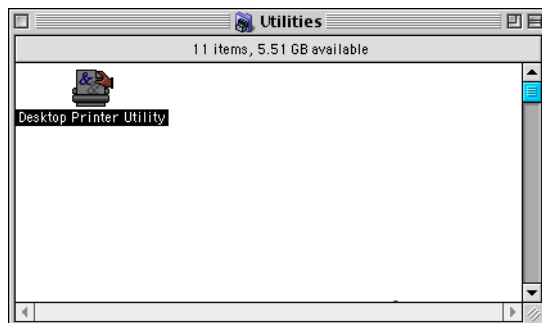 Utilities
11 items, 5.51 GB available
Desktop Printer Utility